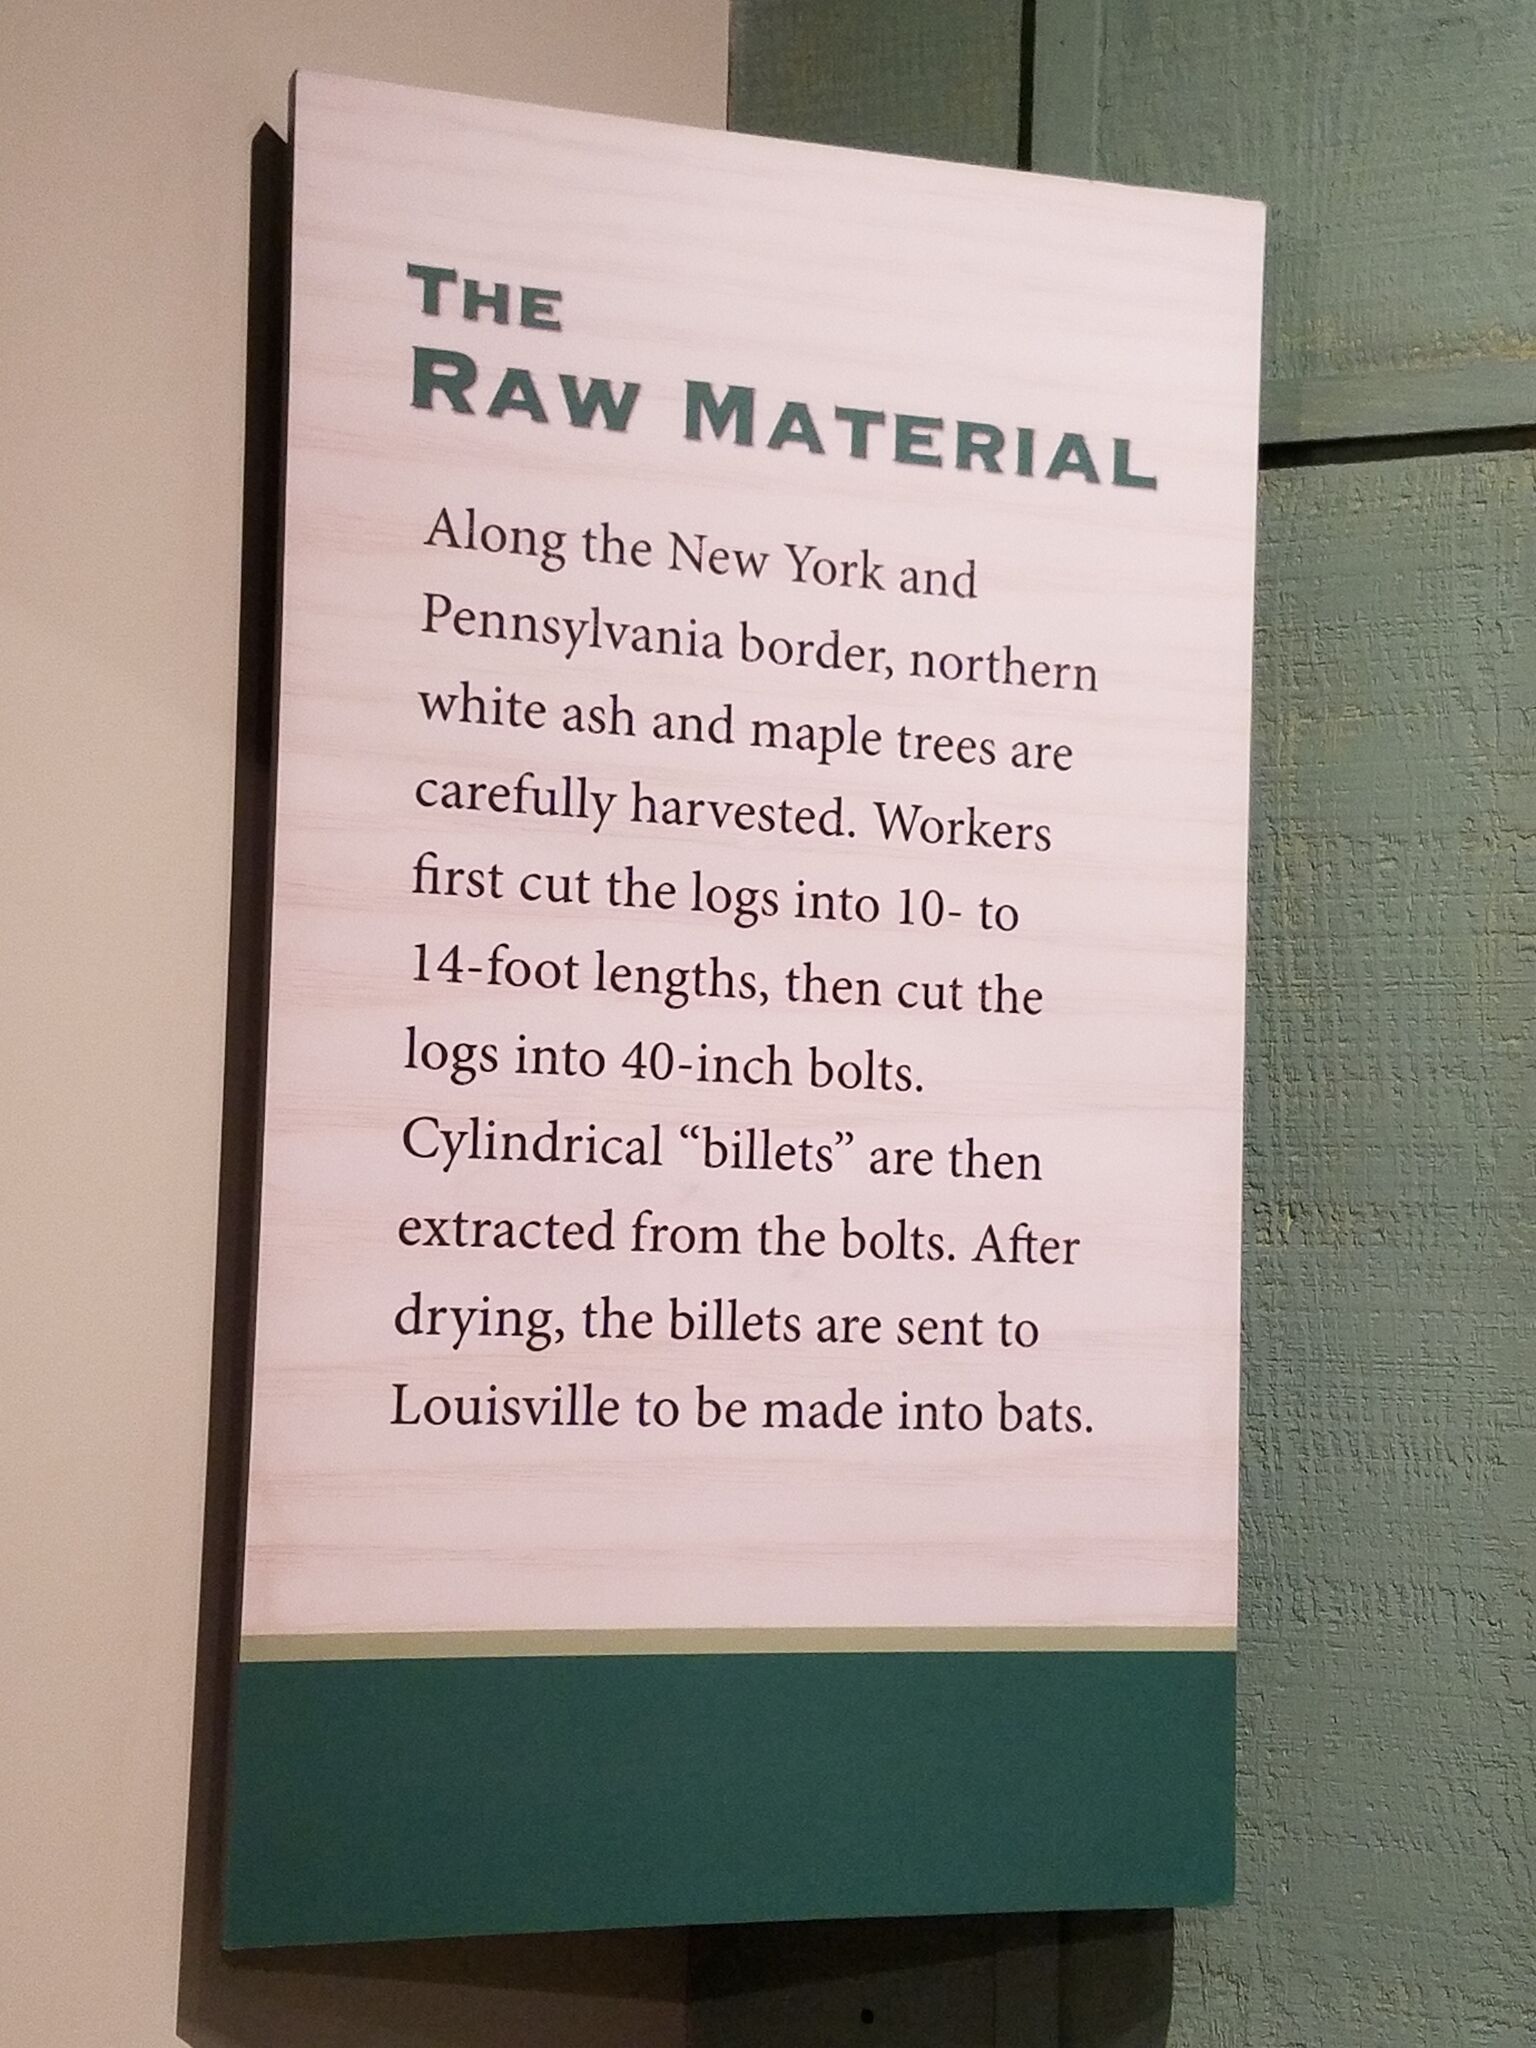 THE
RAW MATERIAL
Along the New York and
Pennsylvania border, northern
white ash and maple trees are
carefully harvested. Workers
first cut the logs into 10- to
14-foot lengths, then cut the
logs into 40-inch bolts.
Cylindrical “billets” are then
extracted from the bolts. After
drying, the billets are sent to
Louisville to be made into bats.